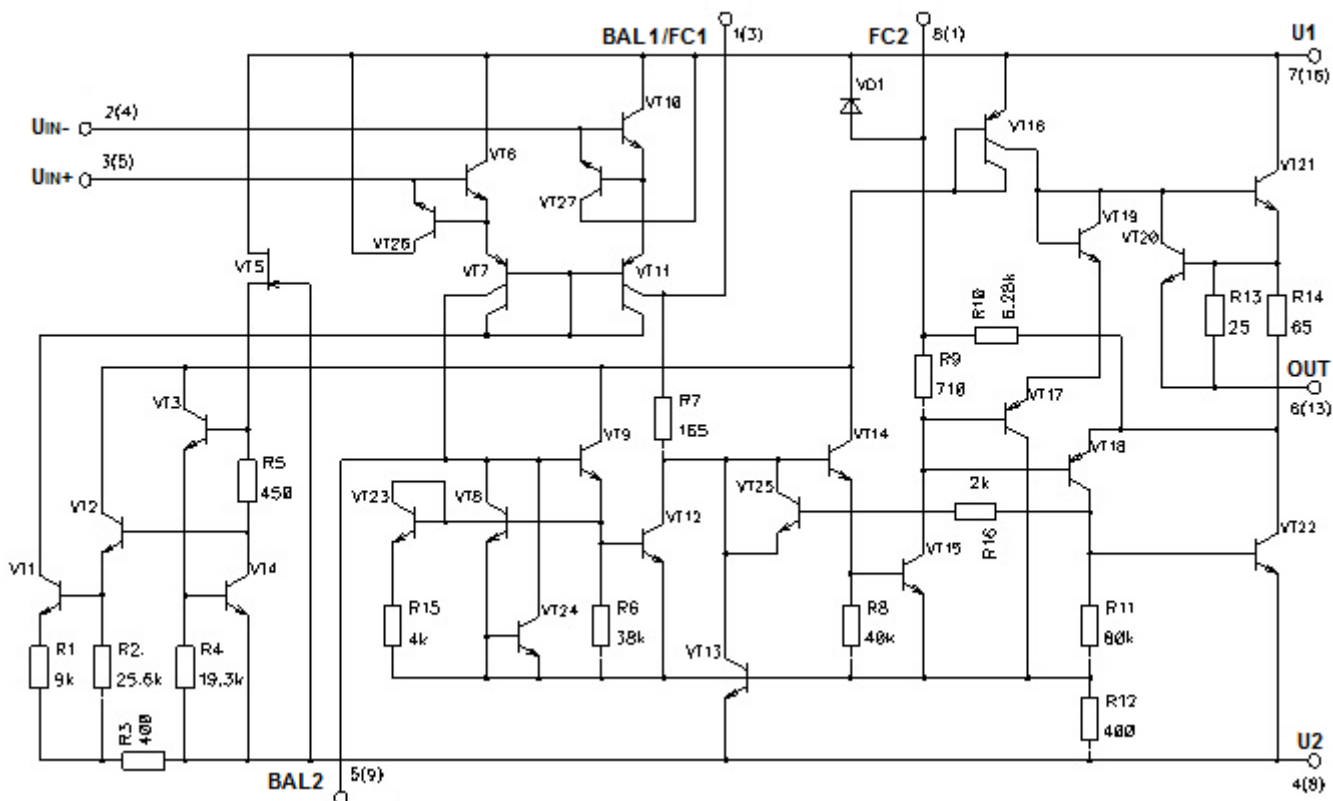 BAL1/FC1
1(3)
FC2
8(1)
U1
7(16)
UIN-
2(4)
UIN+
3(5)
VT10
VD1
VT16
VT6
VT21
VT27
VT19
VT20
VT26
VT5
VT7
VT11
R10
6.28k
R13
25
R14
65
OUT
6(13)
R9
710
VT17
VT3
R7
165
VT9
VT14
VT18
R5
450
VT23
VT8
VT25
2k
VT2
VT12
R16
VT15
VT22
VT1
VT4
R15
4k
VT24
R6
38k
R8
40k
R11
80k
R1
9k
R2.
25.6k
R4
19.3k
VT13
R3
400
R12
400
U2
4(8)
BAL2
5(9)